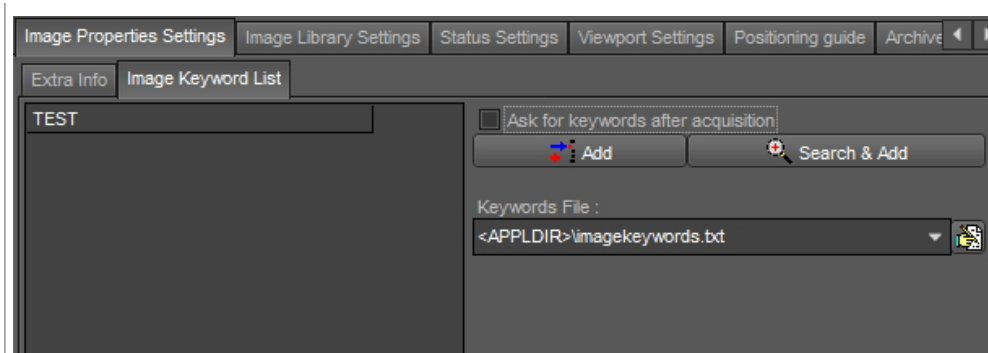 Image Properties Settings Image Library Settings Status Settings Viewport Settings Positioning guide Archive
Extra Info Image Keyword List
TEST
Ask for keywords after acquisition
Add Search & Add
Keywords File :
<APPLDIR>\imagekeywords.txt